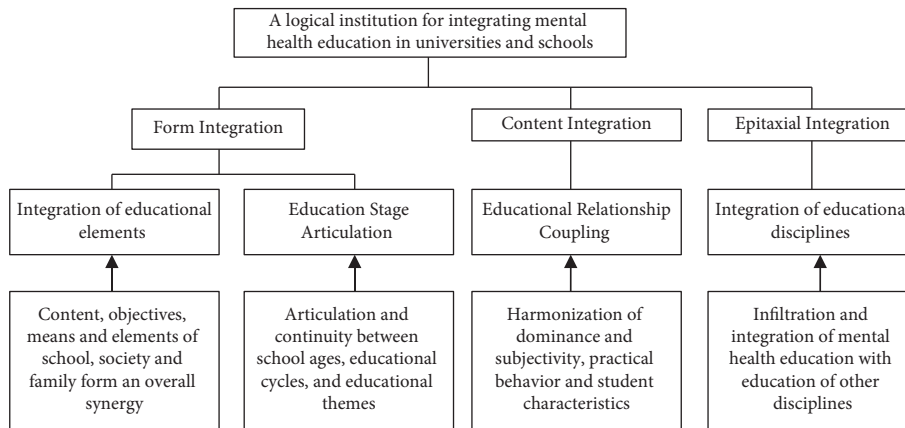 A logical institution for integrating mental
health education in universities and schools
Form Integration
Content Integration
Epitaxial Integration
Integration of educational
elements
Education Stage
Articulation
Educational Relationship
Coupling
Integration of educational
disciplines
Content, objectives,
means and elements of
school, society and
family form an overall
synergy
Articulation and
continuity between
school ages, educational
cycles, and educational
themes
Harmonization of
dominance and
subjectivity, practical
behavior and student
characteristics
Infiltration and
integration of mental
health education with
education of other
disciplines